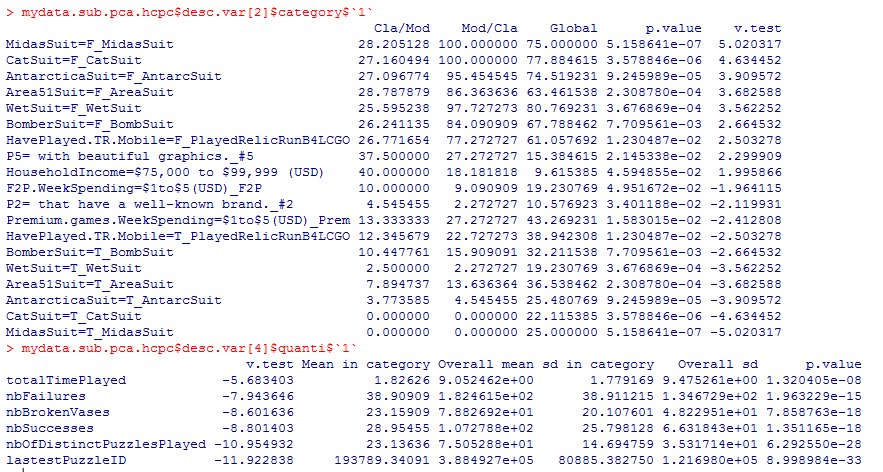 > mydata.sub.pca.hcpc$desc.var[2]$category$`1`
Cla/Mod Mod/Cla Global p.value v.test
MidasSuit=F_MidasSuit 28.205128 100.000000 75.000000 5.158641e-07 5.020317
CatSuit=F_CatSuit 27.160494 100.000000 77.884615 3.578846e-06 4.634452
AntarcticaSuit=F_AntarcSuit 27.096774 95.454545 74.519231 9.245989e-05 3.909572
Area51Suit=F_AreaSuit 28.787879 86.363636 63.461538 2.308780e-04 3.682588
WetSuit=F_WetSuit 25.595238 97.727273 80.769231 3.676869e-04 3.562252
BomberSuit=F_BombSuit 26.241135 84.090909 67.788462 7.709561e-03 2.664532
HavePlayed.TR.Mobile=F_PlayedRelicRunB4LCGO 26.771654 77.272727 61.057692 1.230487e-02 2.503278
P5= with beautiful graphics._#5 37.500000 27.272727 15.384615 2.145338e-02 2.299909
HouseholdIncome=$75,000 to $99,999 (USD) 40.000000 18.181818 9.615385 4.594855e-02 1.995866
F2P.WeekSpending=$1to$5(USD)_F2P 10.000000 9.090909 19.230769 4.951672e-02 -1.964115
P2= that have a well-known brand._#2 4.545455 2.272727 10.576923 3.401188e-02 -2.119931
Premium.games.WeekSpending=$1to$5(USD)_Prem 13.333333 27.272727 43.269231 1.583015e-02 -2.412808
HavePlayed.TR.Mobile=T_PlayedRelicRunB4LCGO 12.345679 22.727273 38.942308 1.230487e-02 -2.503278
BomberSuit=T_BombSuit 10.447761 15.909091 32.211538 7.709561e-03 -2.664532
WetSuit=T_WetSuit 2.500000 2.272727 19.230769 3.676869e-04 -3.562252
Area51Suit=T_AreaSuit 7.894737 13.636364 36.538462 2.308780e-04 -3.682588
AntarcticaSuit=T_AntarcSuit 3.773585 4.545455 25.480769 9.245989e-05 -3.909572
CatSuit=T_CatSuit 0.000000 0.000000 22.115385 3.578846e-06 -4.634452
MidasSuit=T_MidasSuit 0.000000 0.000000 25.000000 5.158641e-07 -5.020317
> mydata.sub.pca.hcpc$desc.var[4]$quanti$`1`
v.test Mean in category Overall mean sd in category Overall sd p.value
totalTimePlayed -5.683403 1.82626 9.052462e+00 1.779169 9.475261e+00 1.320405e-08
nbFailures -7.943646 38.90909 1.824615e+02 38.911215 1.346729e+02 1.963229e-15
nbBrokenVases -8.601636 23.15909 7.882692e+01 20.107601 4.822951e+01 7.858763e-18
nbSuccesses -8.801403 28.95455 1.072788e+02 25.798128 6.631843e+01 1.351165e-18
nbOfDistinctPuzzlesPlayed -10.954932 23.13636 7.505288e+01 14.694759 3.531714e+01 6.292550e-28
lastestPuzzleID -11.922838 193789.34091 3.884927e+05 80885.382750 1.216980e+05 8.998984e-33